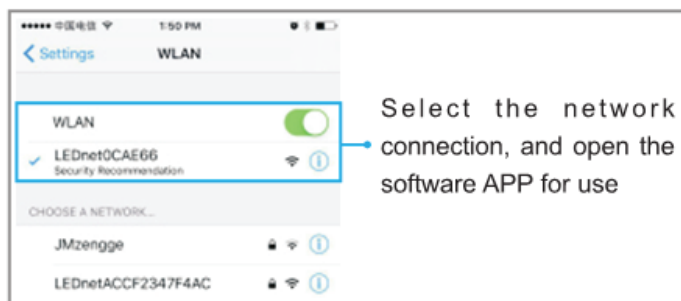 中国电信 1:50 PM
Settings WLAN
WLAN
LEDnet0CAE66
Security Recommendation
CHOOSE A NETWORK...
JMzengge
LEDnetACCF2347F4AC
Select the network
connection, and open the
software APP for use